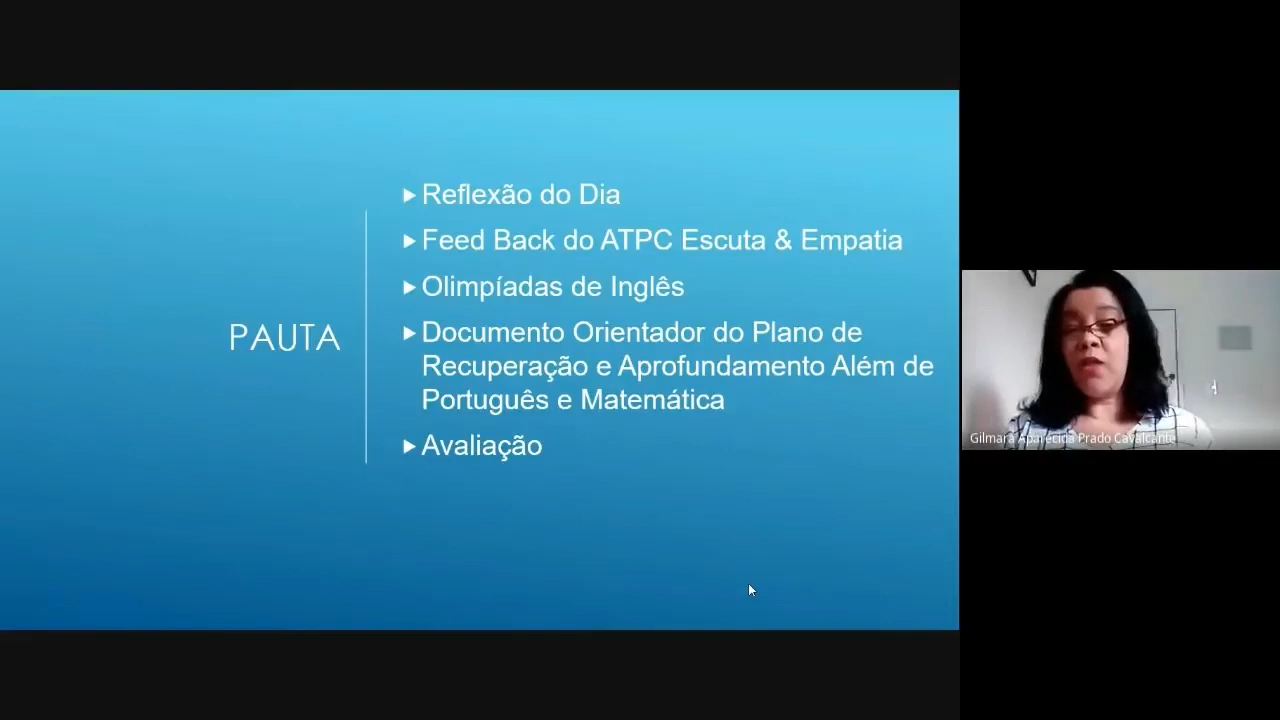 PAUTA
Reflexão do Dia
Feed Back do ATPC Escuta & Empatia
Olimpíadas de Inglês
Documento Orientador do Plano de
Recuperação e Aprofundamento Além de
Português e Matemática
Avaliação
Gilmara Aparecida Prado Cavalcante